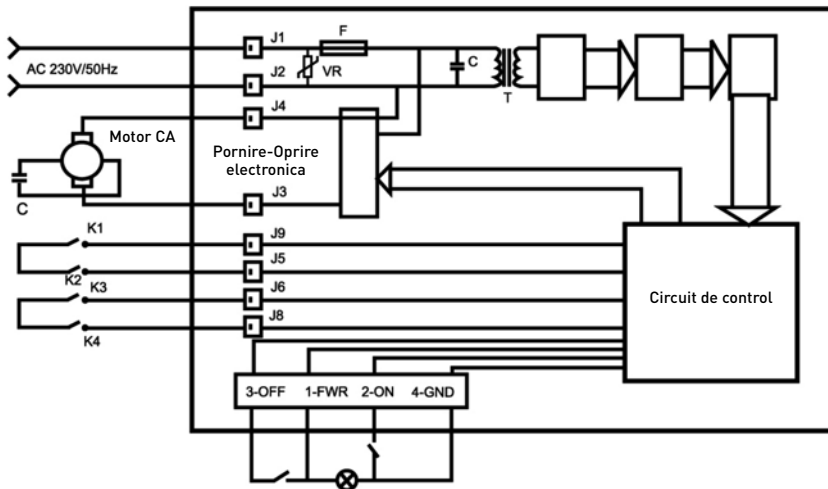 J1
F
AC 230V/50Hz
J2
VR
C
T
J4
Motor CA
Pornire-Oprire
electronica
C
J3
K1
J9
K2
J5
K3
J6
Circuit de control
K4
J8
3-OFF 1-FWR 2-ON 4-GND